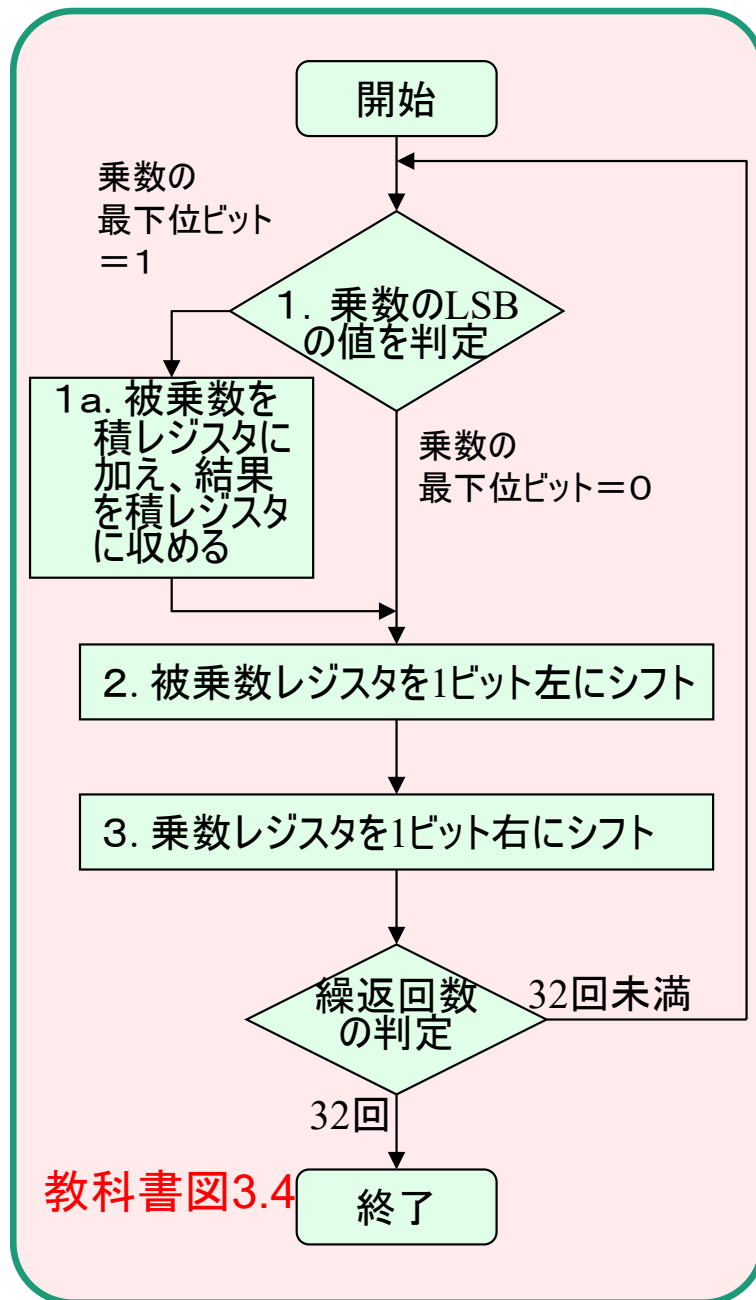 開始
乗数の
最下位ビット
=1
1. 乗数のLSB
の値を判定
1a. 被乗数を
積レジスタに
加え、結果
を積レジスタ
に収める
乗数の
最下位ビット=0
2. 被乗数レジスタを1ビット左にシフト
3. 乗数レジスタを1ビット右にシフト
繰返回数
の判定
32回未満
32回
教科書図3.4
終了